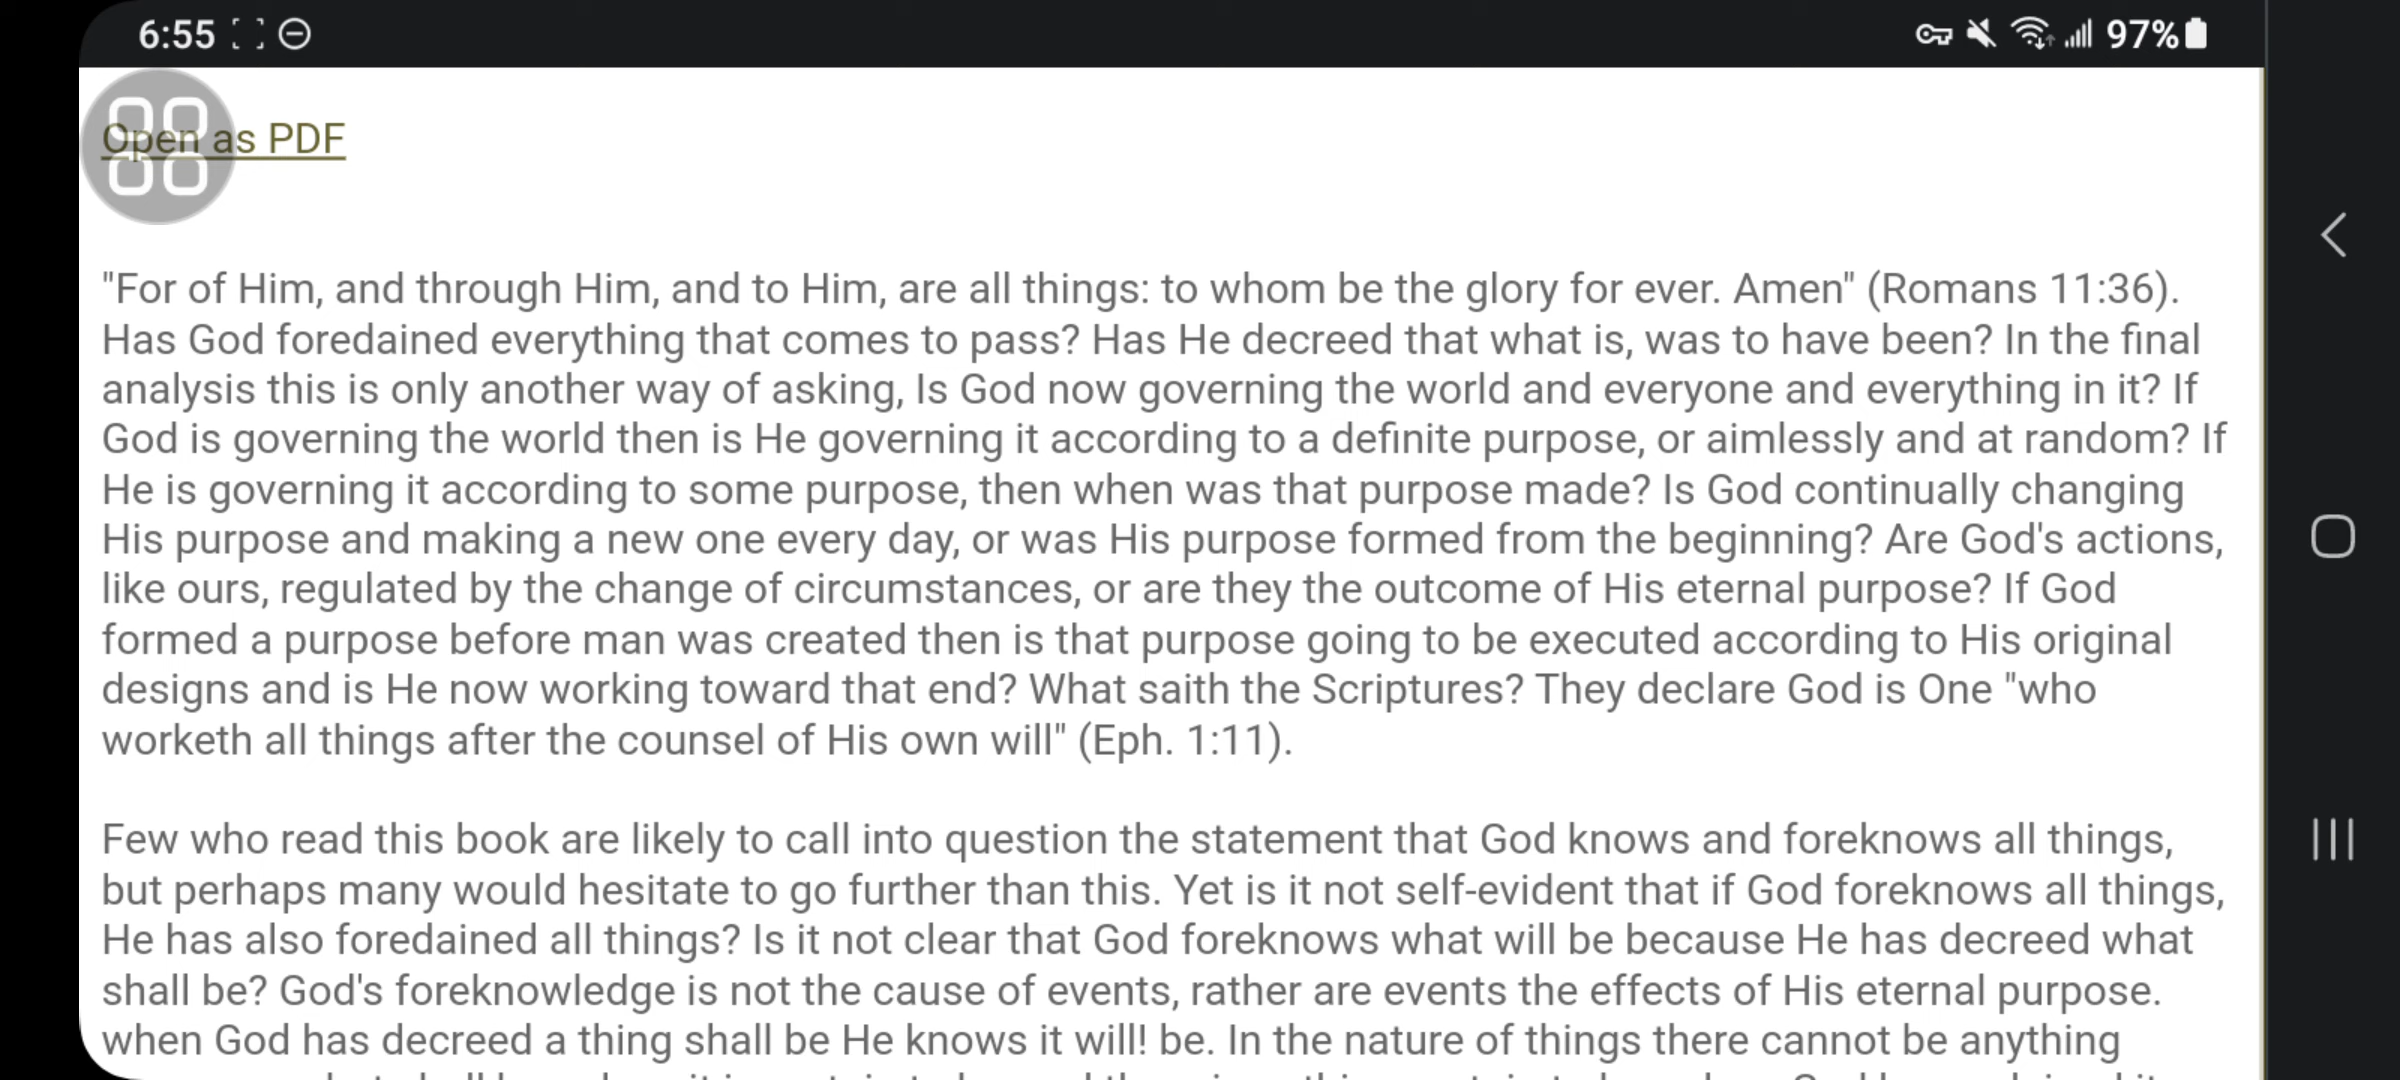 6:55
97%
Open as PDF
"For of Him, and through Him, and to Him, are all things: to whom be the glory for ever. Amen" (Romans 11:36).
Has God foredained everything that comes to pass? Has He decreed that what is, was to have been? In the final
analysis this is only another way of asking, Is God now governing the world and everyone and everything in it? If
God is governing the world then is He governing it according to a definite purpose, or aimlessly and at random? If
He is governing it according to some purpose, then when was that purpose made? Is God continually changing
His purpose and making a new one every day, or was His purpose formed from the beginning? Are God's actions,
like ours, regulated by the change of circumstances, or are they the outcome of His eternal purpose? If God
formed a purpose before man was created then is that purpose going to be executed according to His original
designs and is He now working toward that end? What saith the Scriptures? They declare God is One "who
worketh all things after the counsel of His own will" (Eph. 1:11).
Few who read this book are likely to call into question the statement that God knows and foreknows all things,
but perhaps many would hesitate to go further than this. Yet is it not self-evident that if God foreknows all things,
He has also foredained all things? Is it not clear that God foreknows what will be because He has decreed what
shall be? God's foreknowledge is not the cause of events, rather are events the effects of His eternal purpose.
when God has decreed a thing shall be He knows it will! be. In the nature of things there cannot be anything